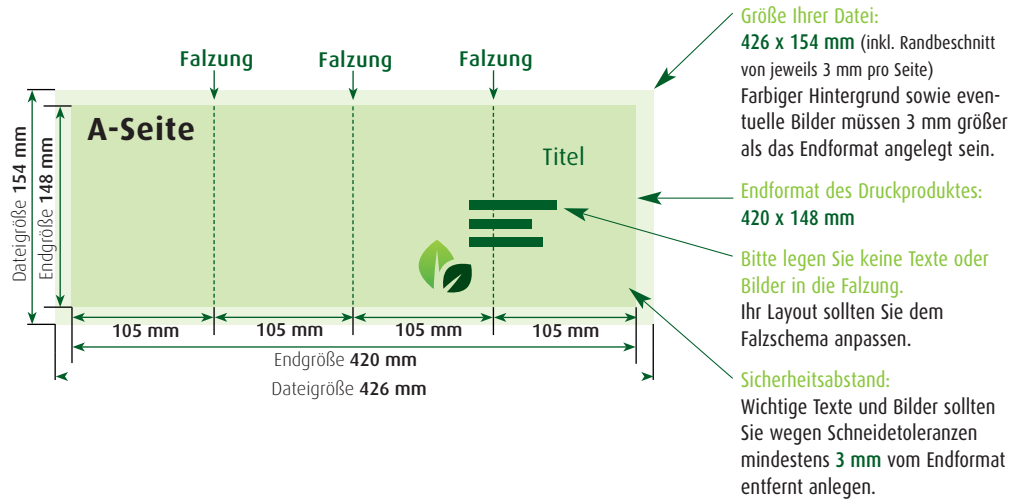 Falzung
Falzung
Falzung
A-Seite
Titel
Dateigröße 154 mm
Endgröße 148 mm
105 mm
105 mm
105 mm
105 mm
Endgröße 420 mm
Dateigröße 426 mm
Größe Ihrer Datei:
426 x 154 mm (inkl. Randbeschnitt
von jeweils 3 mm pro Seite)
Farbiger Hintergrund sowie even-
tuelle Bilder müssen 3 mm größer
als das Endformat angelegt sein.
Endformat des Druckproduktes:
420 x 148 mm
Bitte legen Sie keine Texte oder
Bilder in die Falzung.
Ihr Layout sollten Sie dem
Falzschema anpassen.
Sicherheitsabstand:
Wichtige Texte und Bilder sollten
Sie wegen Schneidetoleranzen
mindestens 3 mm vom Endformat
entfernt anlegen.